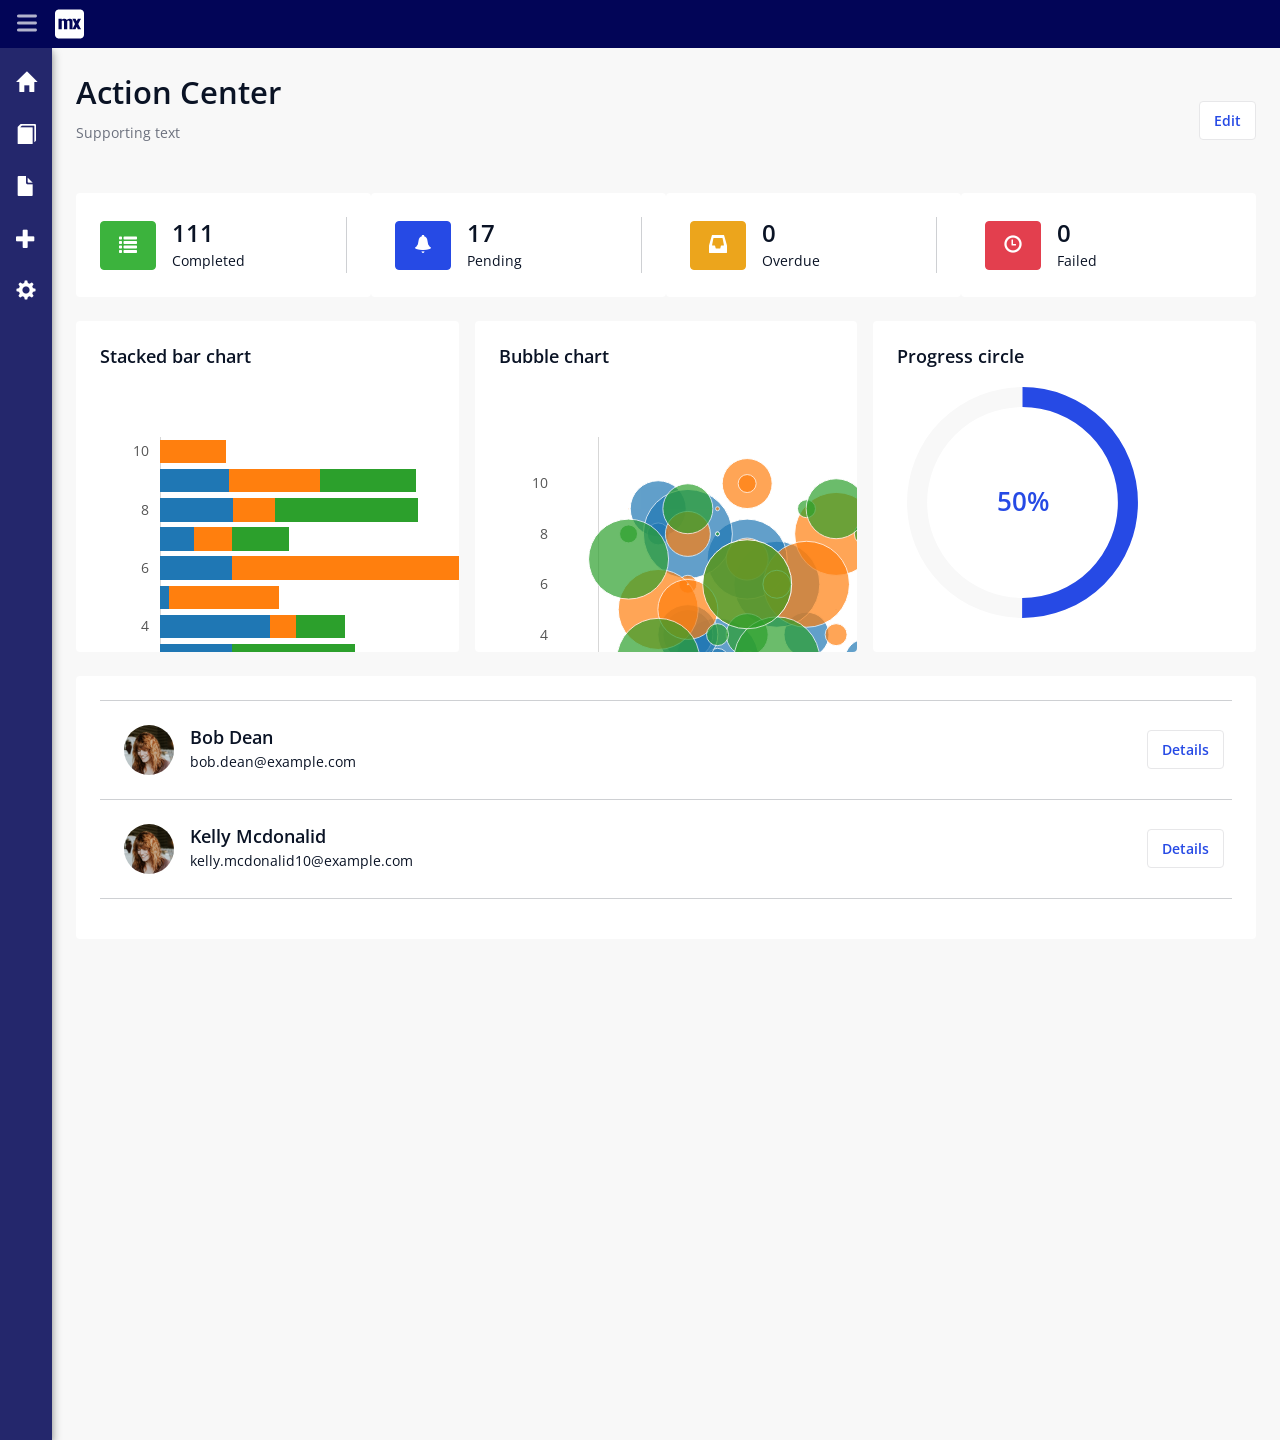 mx
Action Center
Supporting text
Edit
111
Completed
17
Pending
0
Overdue
0
Failed
Stacked bar chart
10
8
6
4
Bubble chart
10
8
6
4
Progress circle
50%
Bob Dean
bob.dean@example.com
Details
Kelly Mcdonalid
kelly.mcdonalid10@example.com
Details